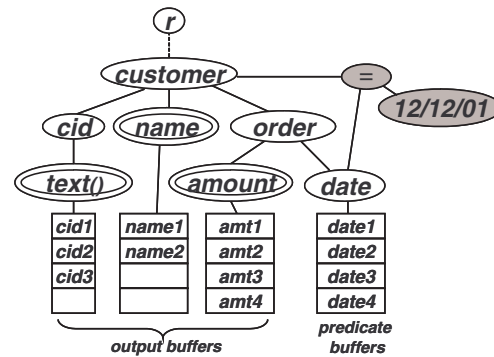 r
customer
=
12/12/01
cid
name
order
text()
amount
date
cid1 name1 amt1 date1
cid2 name2 amt2 date2
cid3 amt3 date3
amt4 date4
output buffers
predicate
buffers